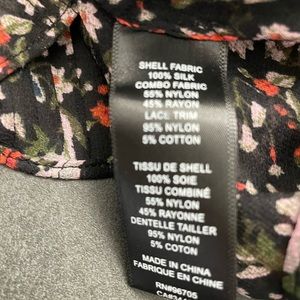 SHELL FABRIC
100% SILK
COMBO FABRIC
55% NYLON
45% RAYON
LACE TRIM
95% NYLON
5% COTTON
TISSU DE SHELL
100% SOIE
TISSU COMBINÉ
55% NYLON
45% RAYONNE
DENTELLE TAILLER
95% NYLON
5% COTON
MADE IN CHINA
FABRIQUE EN CHINE
RN#96705